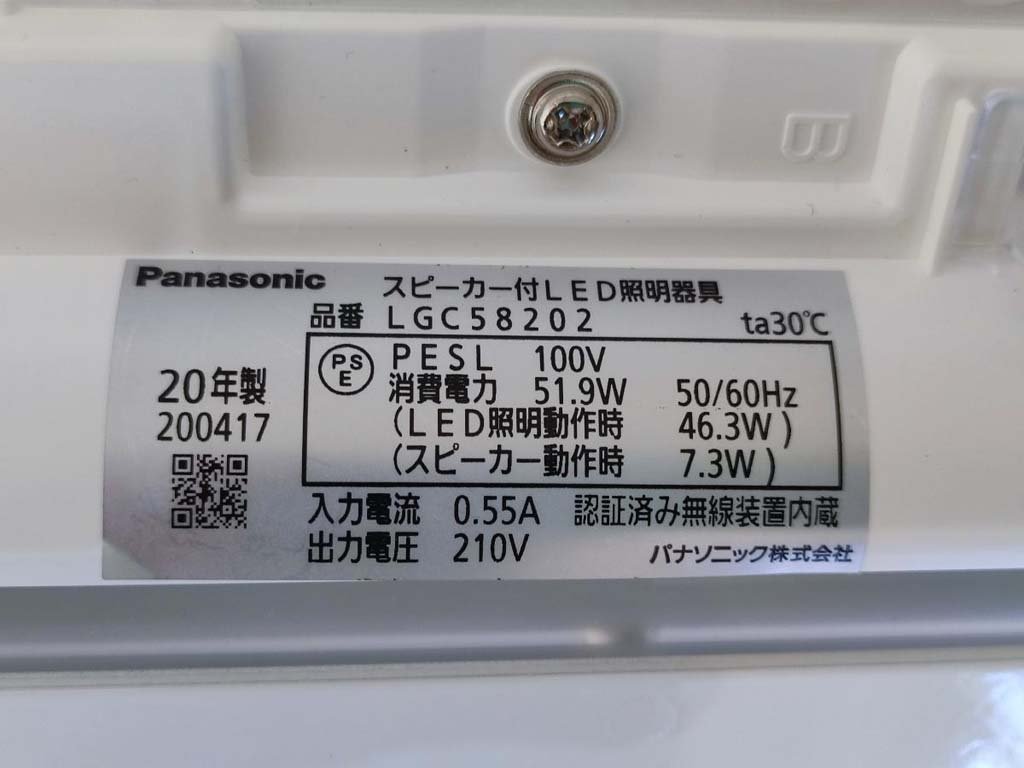 B
Panasonic スピーカー付LED照明器具
品番 LGC58202 ta30℃
PS
E
PESL 100V
20年製
消費電力 51.9W 50/60Hz
200417
(LED照明動作時 46.3W)
(スピーカー動作時 7.3W)
入力電流 0.55A 認証済み無線装置内蔵
出力電圧 210V パナソニック株式会社